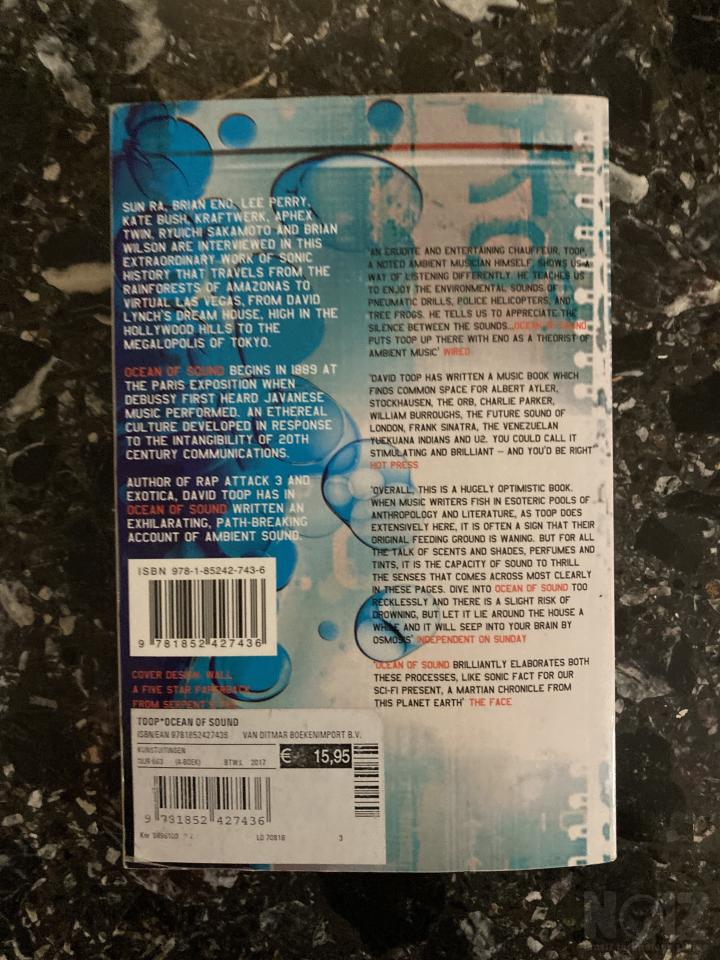 SUN RA, BRIAN ENO, LEE PERRY,
KATE BUSH, KRAFTWERK, APHEX
TWIN, RYUICHI SAKAMOTO AND BRIAN
WILSON ARE INTERVIEWED IN THIS
EXTRAORDINARY WORK OF SONIC
HISTORY THAT TRAVELS FROM THE
RAINFORESTS OF AMAZONAS TO
VIRTUAL LAS VEGAS, FROM DAVID
LYNCH'S DREAM HOUSE, HIGH IN THE
HOLLYWOOD HILLS TO THE
MEGALOPOLIS OF TOKYO.
OCEAN OF SOUND BEGINS IN 1889 AT
THE PARIS EXPOSITION WHEN
DEBUSSY FIRST HEARD JAVANESE
MUSIC PERFORMED. AN ETHEREAL
CULTURE DEVELOPED IN RESPONSE
TO THE INTANGIBILITY OF 20TH
CENTURY COMMUNICATIONS.
AUTHOR OF RAP ATTACK 3 AND
EXOTICA, DAVID TOOP HAS IN
OCEAN OF SOUND WRITTEN AN
EXHILARATING, PATH-BREAKING
ACCOUNT OF AMBIENT SOUND.
ISBN 978-1-85242-743-6
9 781852 427436
COVER DESIGN: WALL
A FIVE STAR PAPERBACK
FROM SERPENT'S
'AN ERUDITE AND ENTERTAINING CHAUFFEUR, TOOP,
A NOTED AMBIENT MUSICIAN HIMSELF, SHOWS US A
WAY OF LISTENING DIFFERENTLY. HE TEACHES US
TO ENJOY THE ENVIRONMENTAL SOUNDS OF
PNEUMATIC DRILLS, POLICE HELICOPTERS, AND
TREE FROGS. HE TELLS US TO APPRECIATE THE
SILENCE BETWEEN THE SOUNDS...OCEAN OF SOUND
PUTS TOOP UP THERE WITH ENO AS A THEORIST OF
AMBIENT MUSIC' WIRED
'DAVID TOOP HAS WRITTEN A MUSIC BOOK WHICH
FINDS COMMON SPACE FOR ALBERT AYLER,
STOCKHAUSEN, THE ORB, CHARLIE PARKER,
WILLIAM BURROUGHS, THE FUTURE SOUND OF
LONDON, FRANK SINATRA, THE VENEZUELAN
YUEKUANA INDIANS AND U2. YOU COULD CALL IT
STIMULATING AND BRILLIANT – AND YOU'D BE RIGHT'
HOT PRESS
'OVERALL, THIS IS A HUGELY OPTIMISTIC BOOK.
WHEN MUSIC WRITERS FISH IN ESOTERIC POOLS OF
ANTHROPOLOGY AND LITERATURE, AS TOOP DOES
EXTENSIVELY HERE, IT IS OFTEN A SIGN THAT THEIR
ORIGINAL FEEDING GROUND IS WANING. BUT FOR ALL
THE TALK OF SCENTS AND SHADES, PERFUMES AND
TINTS, IT IS THE CAPACITY OF SOUND TO THRILL
THE SENSES THAT COMES ACROSS MOST CLEARLY
IN THESE PAGES. DIVE INTO OCEAN OF SOUND TOO
RECKLESSLY AND THERE IS A SLIGHT RISK OF
DROWNING, BUT LET IT LIE AROUND THE HOUSE A
WHILE AND IT WILL SEEP INTO YOUR BRAIN BY
OSMOSIS' INDEPENDENT ON SUNDAY
'OCEAN OF SOUND BRILLIANTLY ELABORATES BOTH
THESE PROCESSES, LIKE SONIC FACT FOR OUR
SCI-FI PRESENT, A MARTIAN CHRONICLE FROM
THIS PLANET EARTH' THE FACE
TOOP*OCEAN OF SOUND
ISBN/EAN 9781852427436 VAN DITMAR BOEKENIMPORT B.V.
KUNSTUITINGEN
NUR 663 (A-BOEK) BTW:L 2017
€ 15,95
9 781852 427436
LO 70818 3
NOIZ